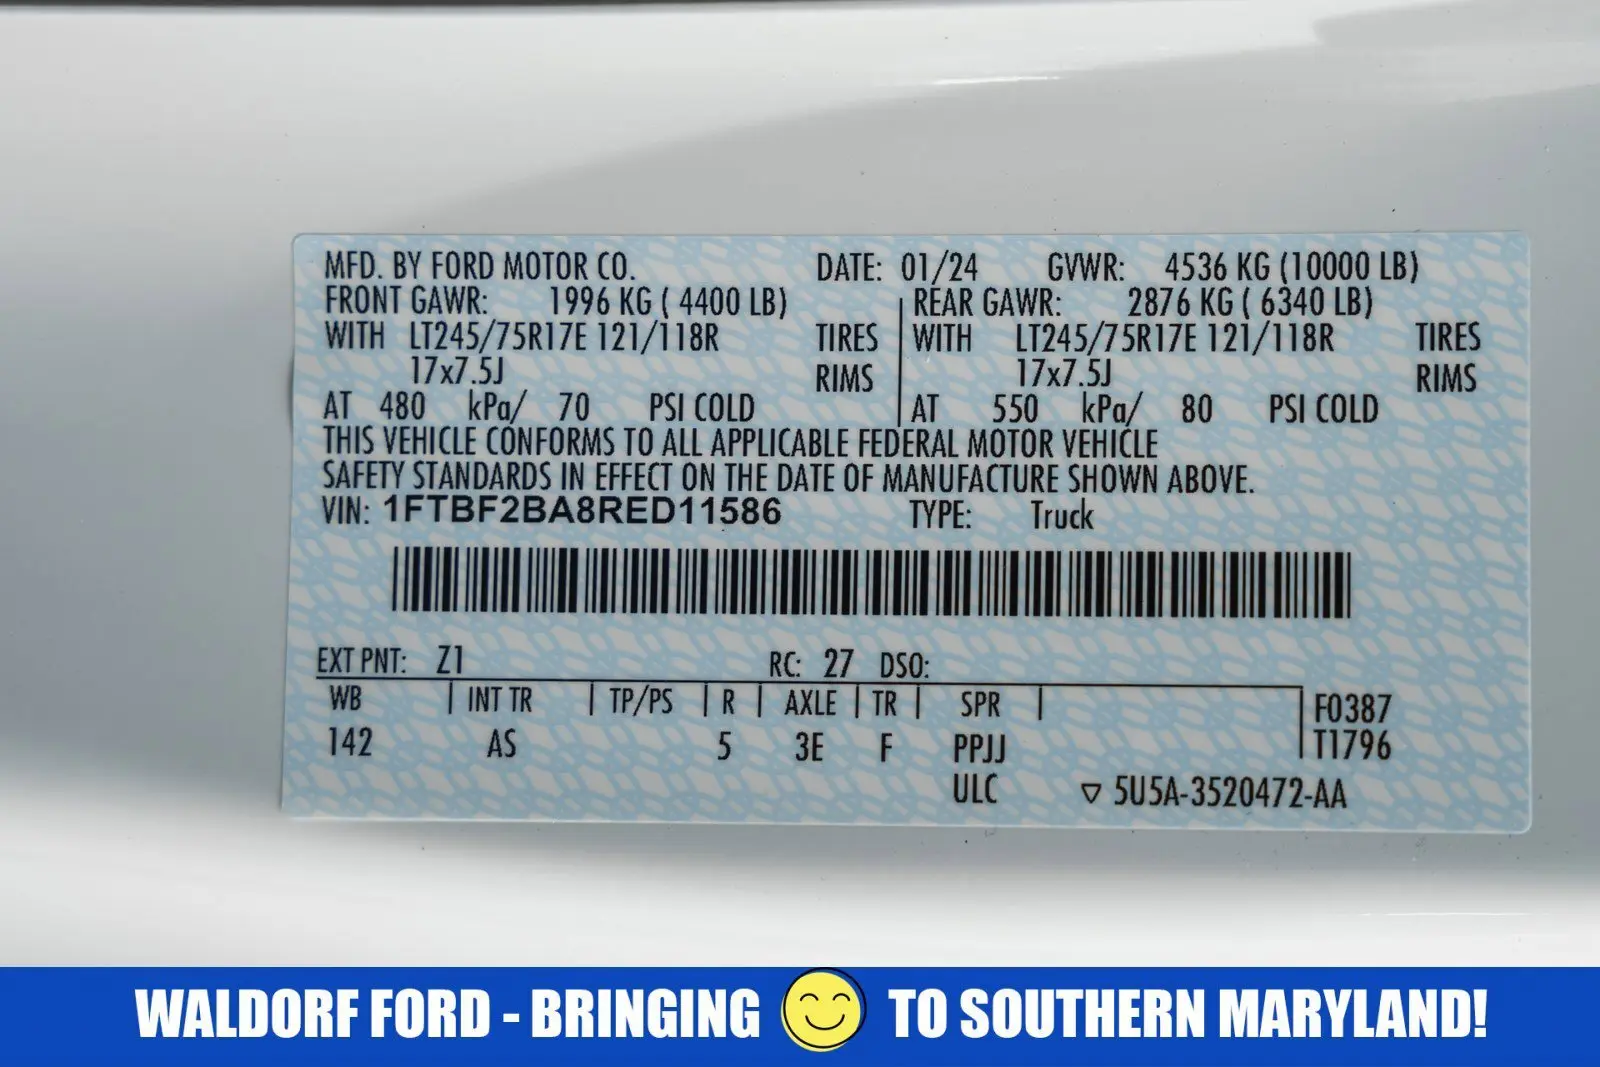 MFD. BY FORD MOTOR CO. DATE: 01/24 GVWR: 4536 KG (10000 LB)
FRONT GAWR: 1996 KG ( 4400 LB) REAR GAWR: 2876 KG ( 6340 LB)
WITH LT245/75R17E 121/118R TIRES WITH LT245/75R17E 121/118R TIRES
17x7.5J RIMS 17x7.5J RIMS
AT 480 kPa/ 70 PSI COLD AT 550 kPa/ 80 PSI COLD
THIS VEHICLE CONFORMS TO ALL APPLICABLE FEDERAL MOTOR VEHICLE
SAFETY STANDARDS IN EFFECT ON THE DATE OF MANUFACTURE SHOWN ABOVE.
VIN: 1FTBF2BA8RED11586 TYPE: Truck
EXT PNT: Z1 RC: 27 DSO:
WB | INT TR | TP/PS | R | AXLE | TR | SPR | F0387
142 AS 5 3E F PPJJ T1796
ULC ▽ 5U5A-3520472-AA
WALDORF FORD - BRINGING TO SOUTHERN MARYLAND!